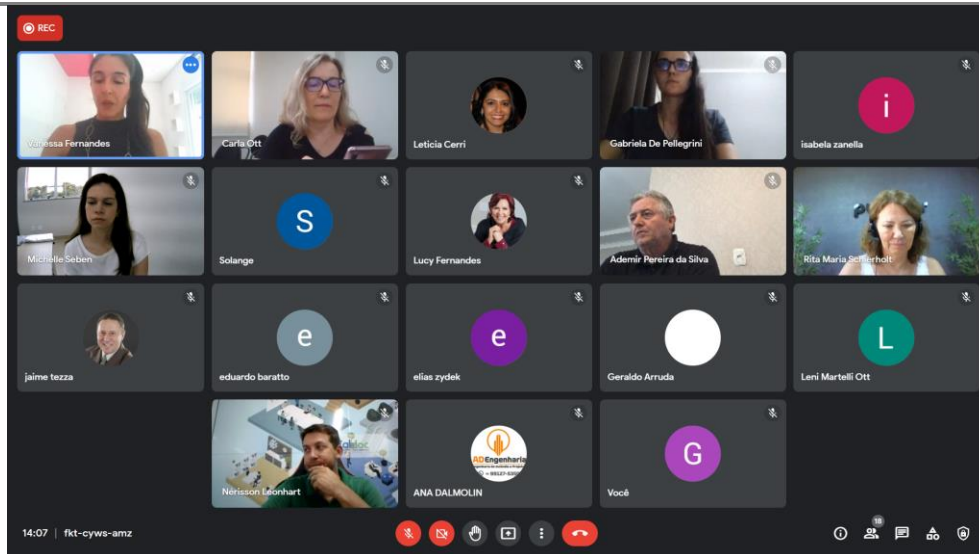 REC
Vanessa Fernandes
Carla Ott
Leticia Cerri
Gabriela De Pellegrini
i
isabela zanella
Michelle Seben
S
Solange
Lucy Fernandes
Ademir Pereira da Silva
Rita Maria Schierholt
jaime tezza
e
eduardo baratto
e
elias zydek
Geraldo Arruda
L
Leni Martelli Ott
Nérisson Leonhart
ADEngenharia
ANA DALMOLIN
G
Você
14:07 | fkt-cyws-amz
18